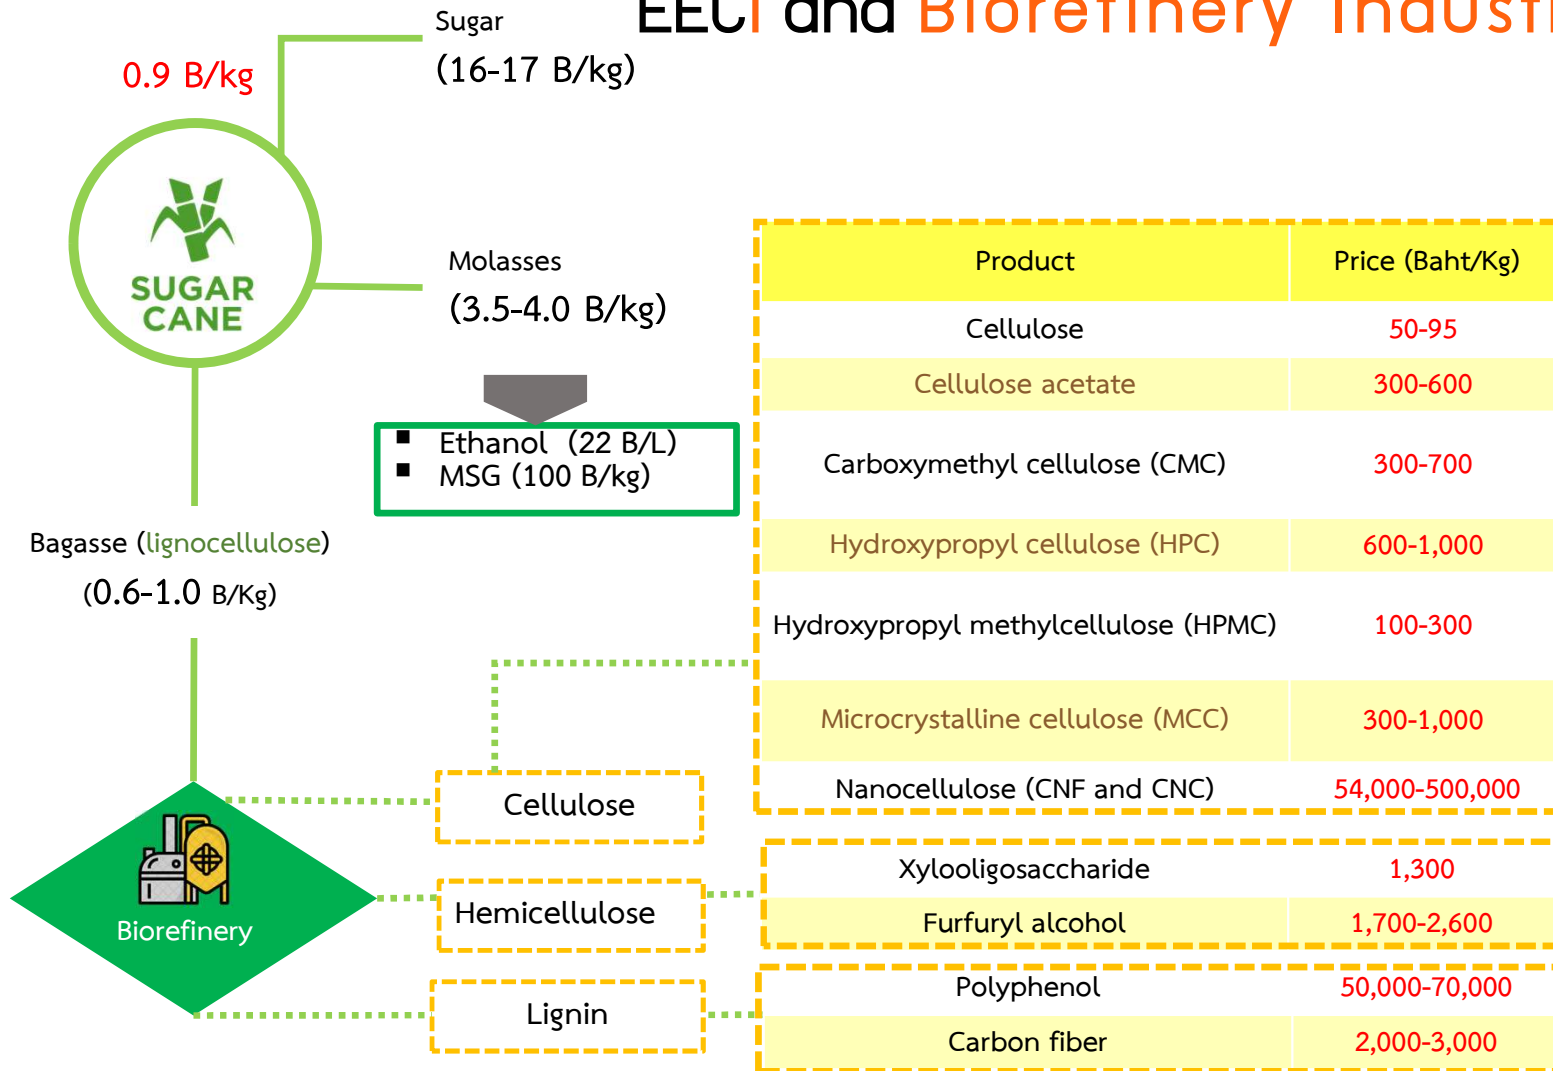 EECi and Biorefinery Indust
Sugar
(16-17 B/kg)
0.9 B/kg
SUGAR
CANE
Molasses
(3.5-4.0 B/kg)
▪ Ethanol (22 B/L)
▪ MSG (100 B/kg)
Bagasse (lignocellulose)
(0.6-1.0 B/Kg)
Biorefinery
Cellulose
Hemicellulose
Lignin
Product Price (Baht/Kg)
Cellulose 50-95
Cellulose acetate 300-600
Carboxymethyl cellulose (CMC) 300-700
Hydroxypropyl cellulose (HPC) 600-1,000
Hydroxypropyl methylcellulose (HPMC) 100-300
Microcrystalline cellulose (MCC) 300-1,000
Nanocellulose (CNF and CNC) 54,000-500,000
Xylooligosaccharide 1,300
Furfuryl alcohol 1,700-2,600
Polyphenol 50,000-70,000
Carbon fiber 2,000-3,000